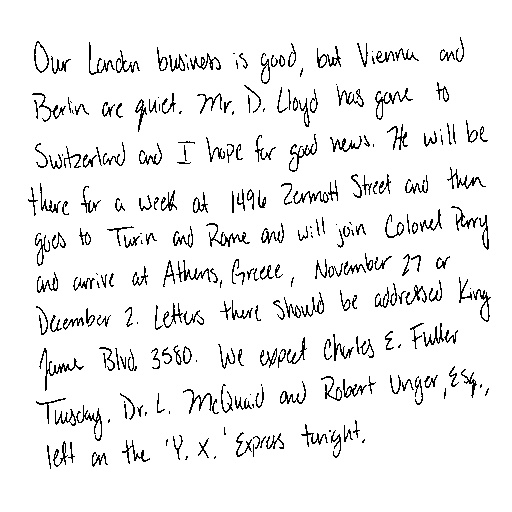 Our London business is good, but Vienna and
Berlin are quiet. Mr. D. Lloyd has gone to
Switzerland and I hope for good news. He will be
there for a week at 1496 Zermott Street and then
goes to Turin and Rome and will join Colonel Perry
and arrive at Athens, Greece, November 27 or
December 2. Letters there should be addressed King
James Blvd. 3580. We expect Charles E. Fuller
Tuesday. Dr. L. McQuaid and Robert Unger, Esq.,
left on the 'Y. X.' Express tonight.